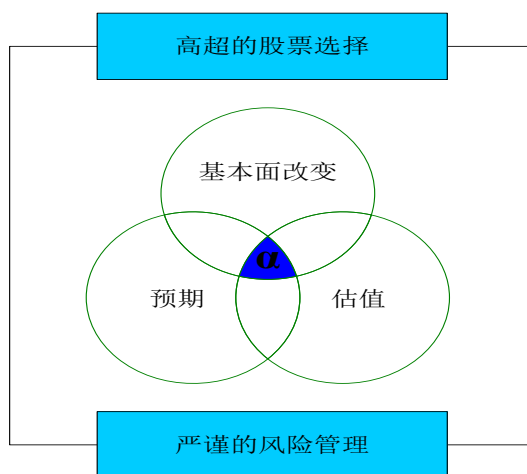 高超的股票选择
基本面改变
α
预期
估值
严谨的风险管理